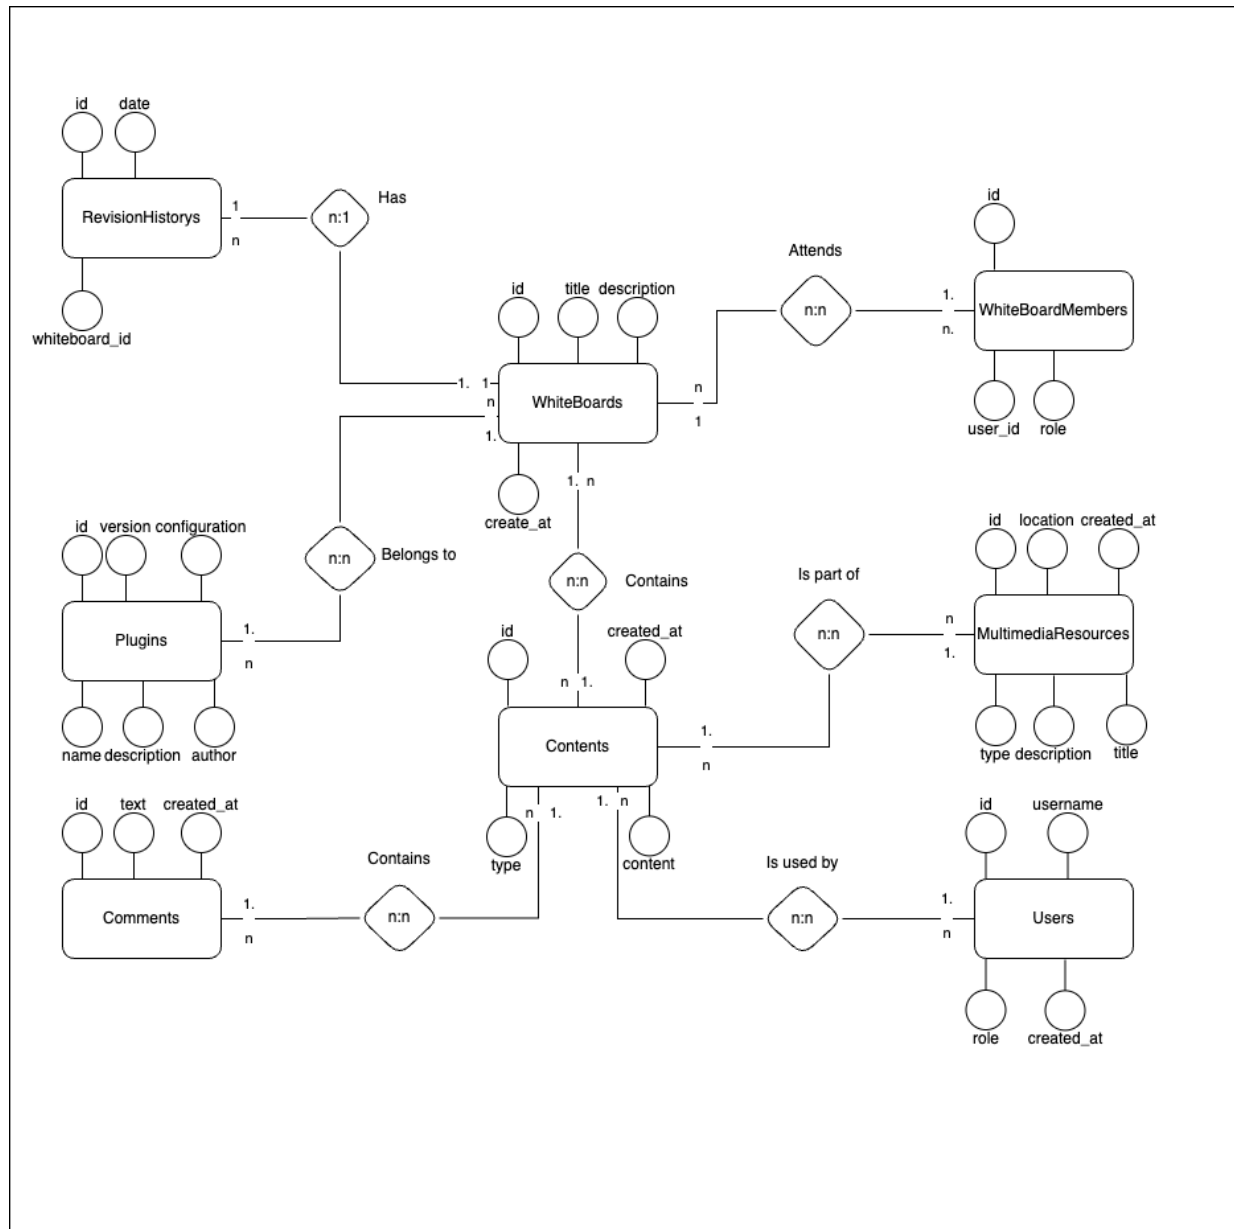 id
date
RevisionHistorys
1
n
n:1
Has
whiteboard_id
id
Attends
n:n
1.
n.
WhiteBoardMembers
user_id
role
id
title
description
1.
1
n
1.
WhiteBoards
n
1
create_at
1.
n
id
version
configuration
n:n
Belongs to
Plugins
1.
n
name
description
author
n:n
Contains
n
1.
id
location
created_at
Is part of
n:n
n
1.
MultimediaResources
type
description
title
id
created_at
Contents
1.
n
n
1.
1.
n
type
content
id
text
created_at
Contains
n:n
Comments
1.
n
Is used by
n:n
id
username
1.
n
Users
role
created_at